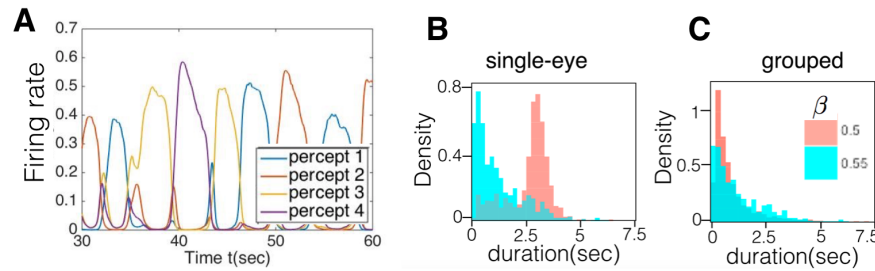 A
0.7
0.6
0.5
0.4
0.3
0.2
0.1
0
Firing rate
percept 1
percept 2
percept 3
percept 4
30
40
50
60
Time t(sec)
B
single-eye
0.8
0.4
0
Density
0
2.5
5
7.5
duration(sec)
C
grouped
1
0.5
0
Density
β
0.5
0.55
0
2.5
5
7.5
duration(sec)